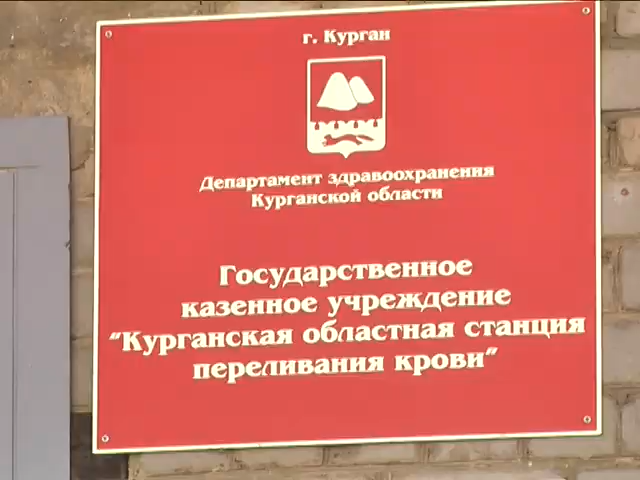 г. Курган
Департамент здравоохранения
Курганской области
Государственное
казенное учреждение
"Курганская областная станция
переливания крови"